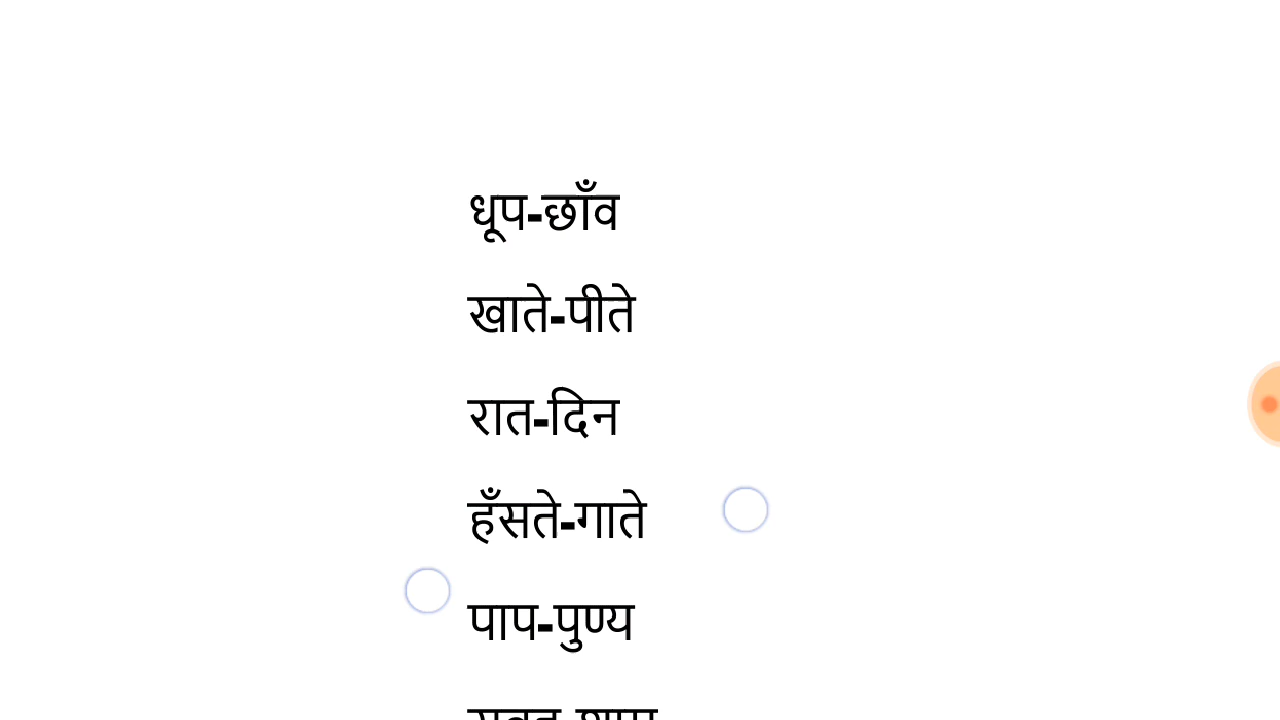 धूप-छाँव
खाते-पीते
रात-दिन
हँसते-गाते
पाप-पुण्य